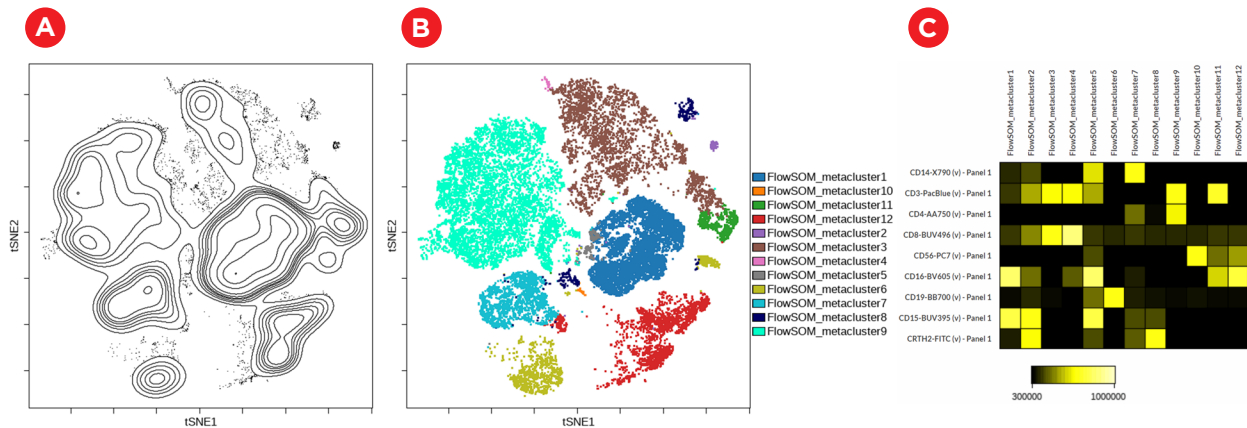 A
B
C
tSNE2
tSNE1
tSNE2
tSNE1
FlowSOM_metacluster1
FlowSOM_metacluster10
FlowSOM_metacluster11
FlowSOM_metacluster12
FlowSOM_metacluster2
FlowSOM_metacluster3
FlowSOM_metacluster4
FlowSOM_metacluster5
FlowSOM_metacluster6
FlowSOM_metacluster7
FlowSOM_metacluster8
FlowSOM_metacluster9
FlowSOM_metacluster1
FlowSOM_metacluster2
FlowSOM_metacluster3
FlowSOM_metacluster4
FlowSOM_metacluster5
FlowSOM_metacluster6
FlowSOM_metacluster7
FlowSOM_metacluster8
FlowSOM_metacluster9
FlowSOM_metacluster10
FlowSOM_metacluster11
FlowSOM_metacluster12
CD14-X790 (v) - Panel 1
CD3-PacBlue (v) - Panel 1
CD4-AA750 (v) - Panel 1
CD8-BUV496 (v) - Panel 1
CD56-PC7 (v) - Panel 1
CD16-BV605 (v) - Panel 1
CD19-BB700 (v) - Panel 1
CD15-BUV395 (v) - Panel 1
CRTH2-FITC (v) - Panel 1
300000 1000000